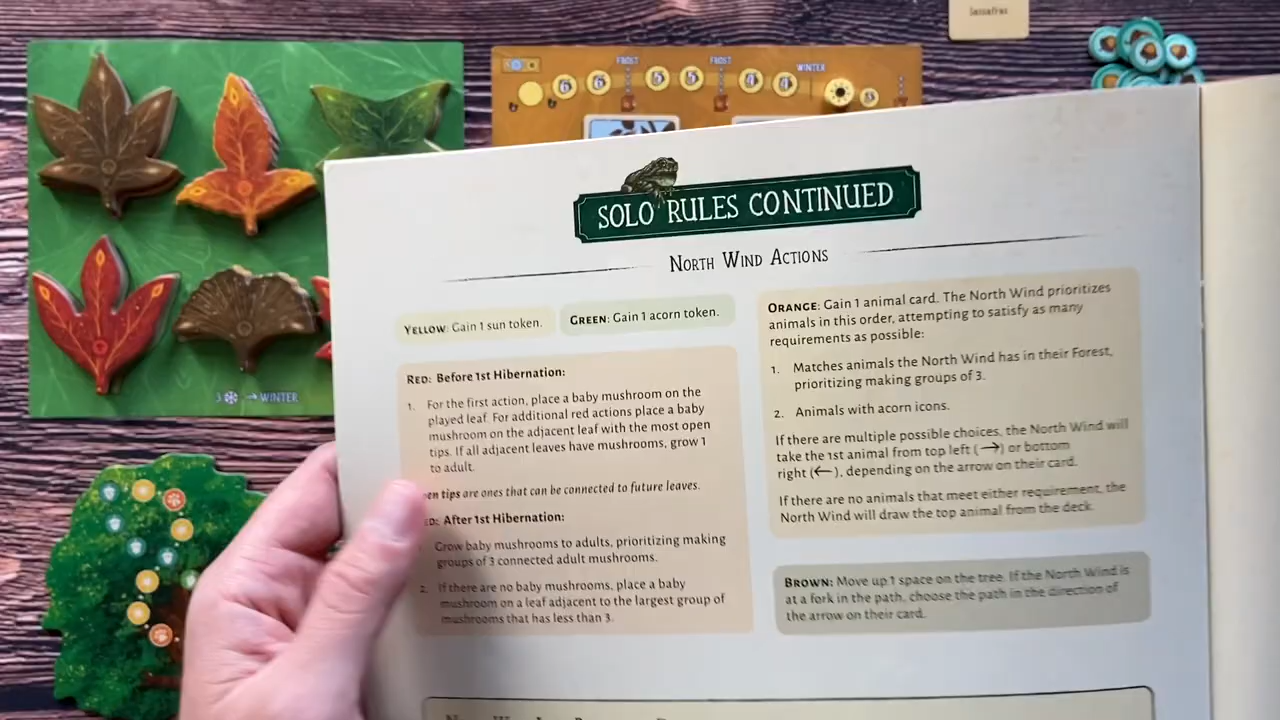 Sassafras
FROST
FROST
WINTER
6
6
5
5
4
4
3
3 → WINTER
SOLO RULES CONTINUED
NORTH WIND ACTIONS
YELLOW: Gain 1 sun token.
GREEN: Gain 1 acorn token.
RED: Before 1st Hibernation:
1. For the first action, place a baby mushroom on the
played leaf. For additional red actions place a baby
mushroom on the adjacent leaf with the most open
tips. If all adjacent leaves have mushrooms, grow 1
to adult.
en tips are ones that can be connected to future leaves.
ED: After 1st Hibernation:
Grow baby mushrooms to adults, prioritizing making
groups of 3 connected adult mushrooms.
2. If there are no baby mushrooms, place a baby
mushroom on a leaf adjacent to the largest group of
mushrooms that has less than 3.
ORANGE: Gain 1 animal card. The North Wind prioritizes
animals in this order, attempting to satisfy as many
requirements as possible:
1. Matches animals the North Wind has in their Forest,
prioritizing making groups of 3.
2. Animals with acorn icons.
If there are multiple possible choices, the North Wind will
take the 1st animal from top left (→) or bottom
right (←), depending on the arrow on their card.
If there are no animals that meet either requirement, the
North Wind will draw the top animal from the deck.
BROWN: Move up 1 space on the tree. If the North Wind is
at a fork in the path, choose the path in the direction of
the arrow on their card.